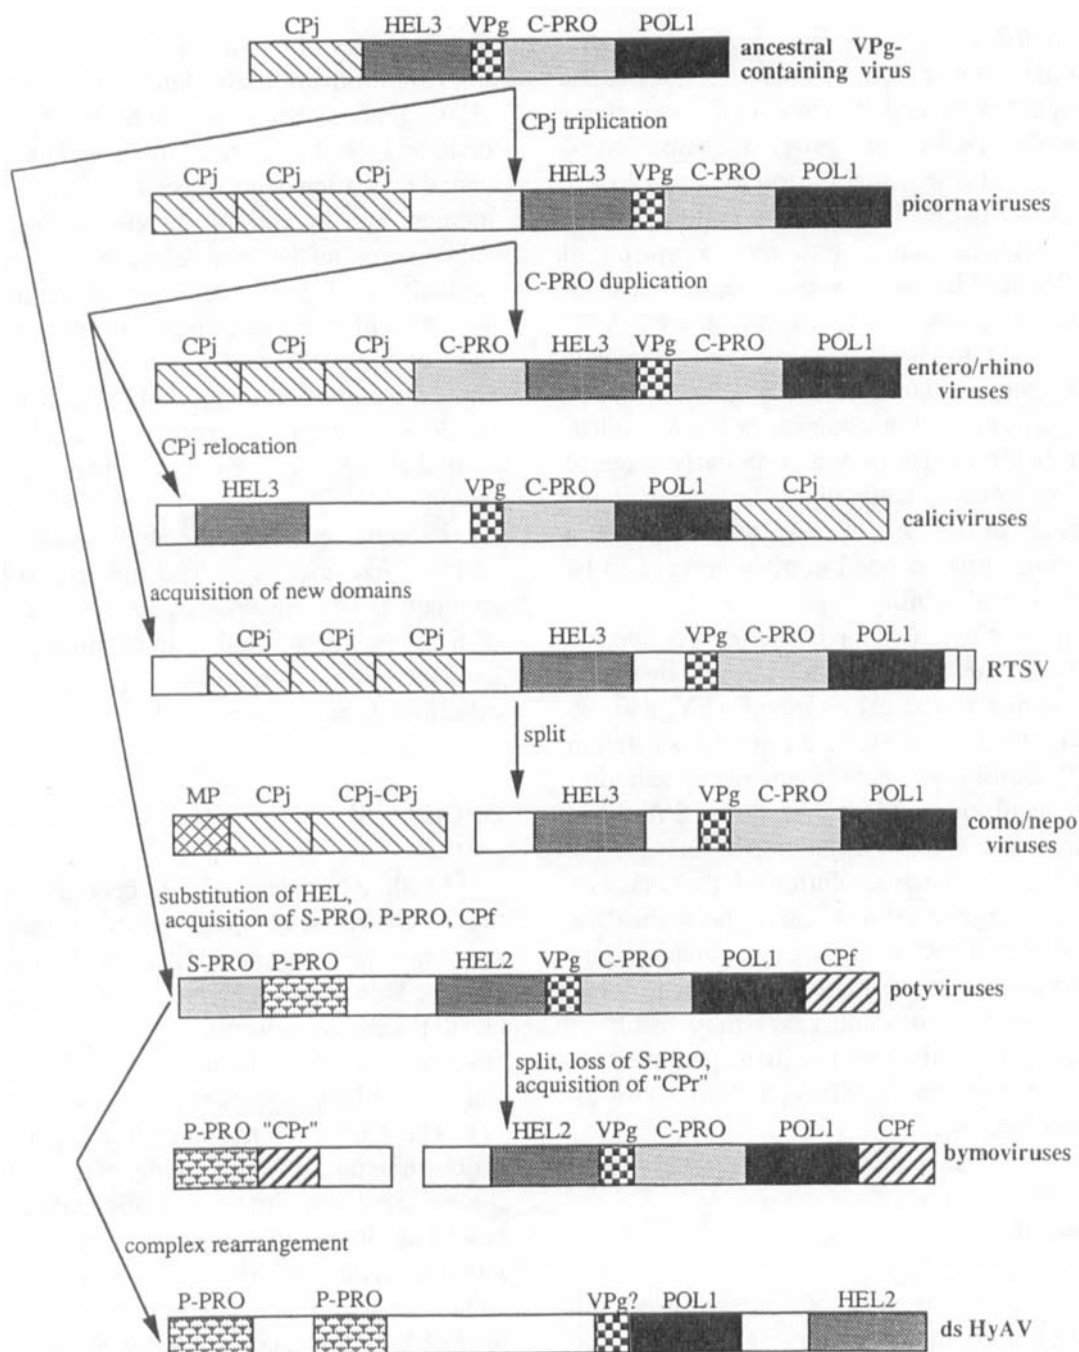 CPj HEL3 VPg C-PRO POL1
ancestral VPg-
containing virus
CPj triplication
CPj CPj CPj HEL3 VPg C-PRO POL1
picornaviruses
C-PRO duplication
CPj CPj CPj C-PRO HEL3 VPg C-PRO POL1
entero/rhino
viruses
CPj relocation
HEL3 VPg C-PRO POL1 CPj
caliciviruses
acquisition of new domains
CPj CPj CPj HEL3 VPg C-PRO POL1
RTSV
split
MP CPj CPj-CPj HEL3 VPg C-PRO POL1
como/nepo
viruses
substitution of HEL,
acquisition of S-PRO, P-PRO, CPf
S-PRO P-PRO HEL2 VPg C-PRO POL1 CPf
potyviruses
split, loss of S-PRO,
acquisition of "CPr"
P-PRO "CPr" HEL2 VPg C-PRO POL1 CPf
bymoviruses
complex rearrangement
P-PRO P-PRO VPg? POL1 HEL2
ds HyAV